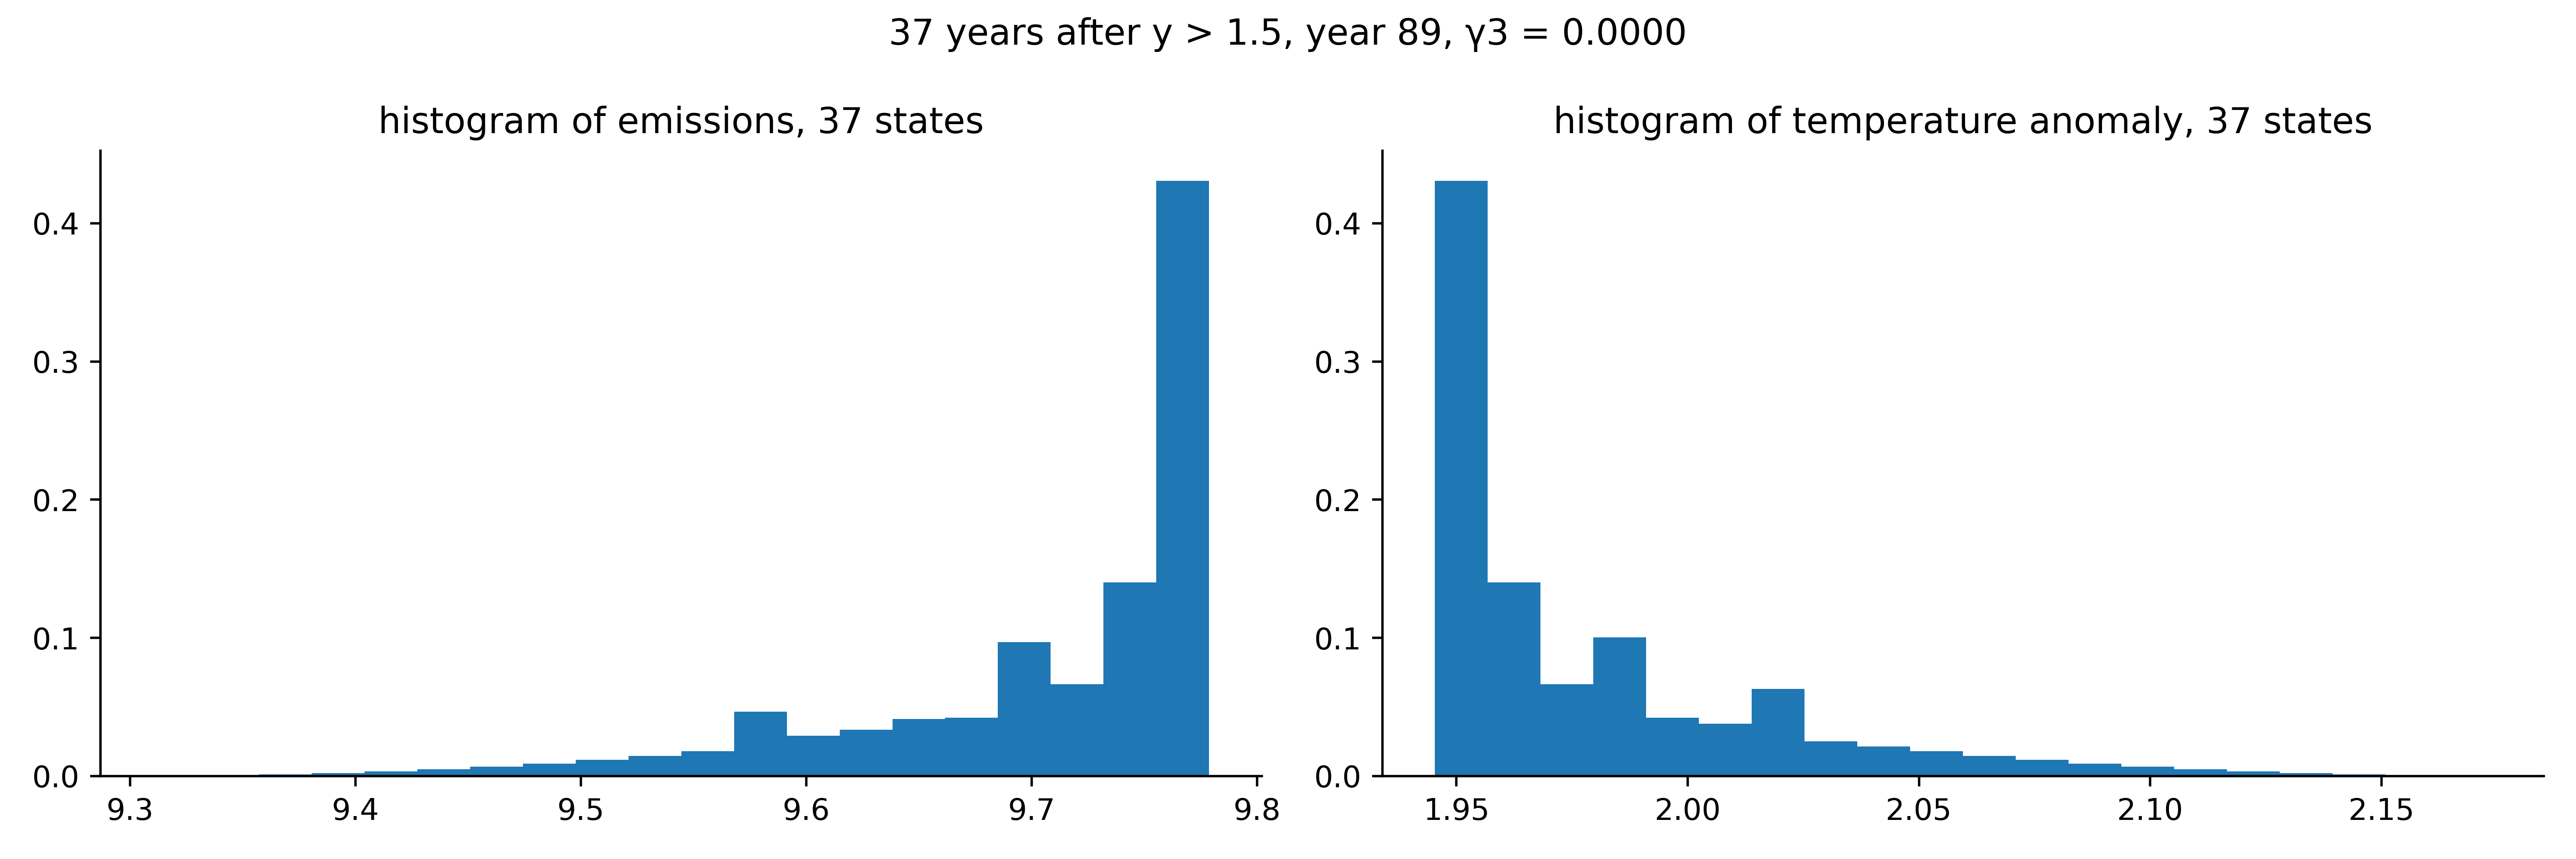 37 years after y > 1.5, year 89, γ3 = 0.0000
histogram of emissions, 37 states
0.4
0.3
0.2
0.1
0.0
9.3 9.4 9.5 9.6 9.7 9.8
histogram of temperature anomaly, 37 states
0.4
0.3
0.2
0.1
0.0
1.95 2.00 2.05 2.10 2.15